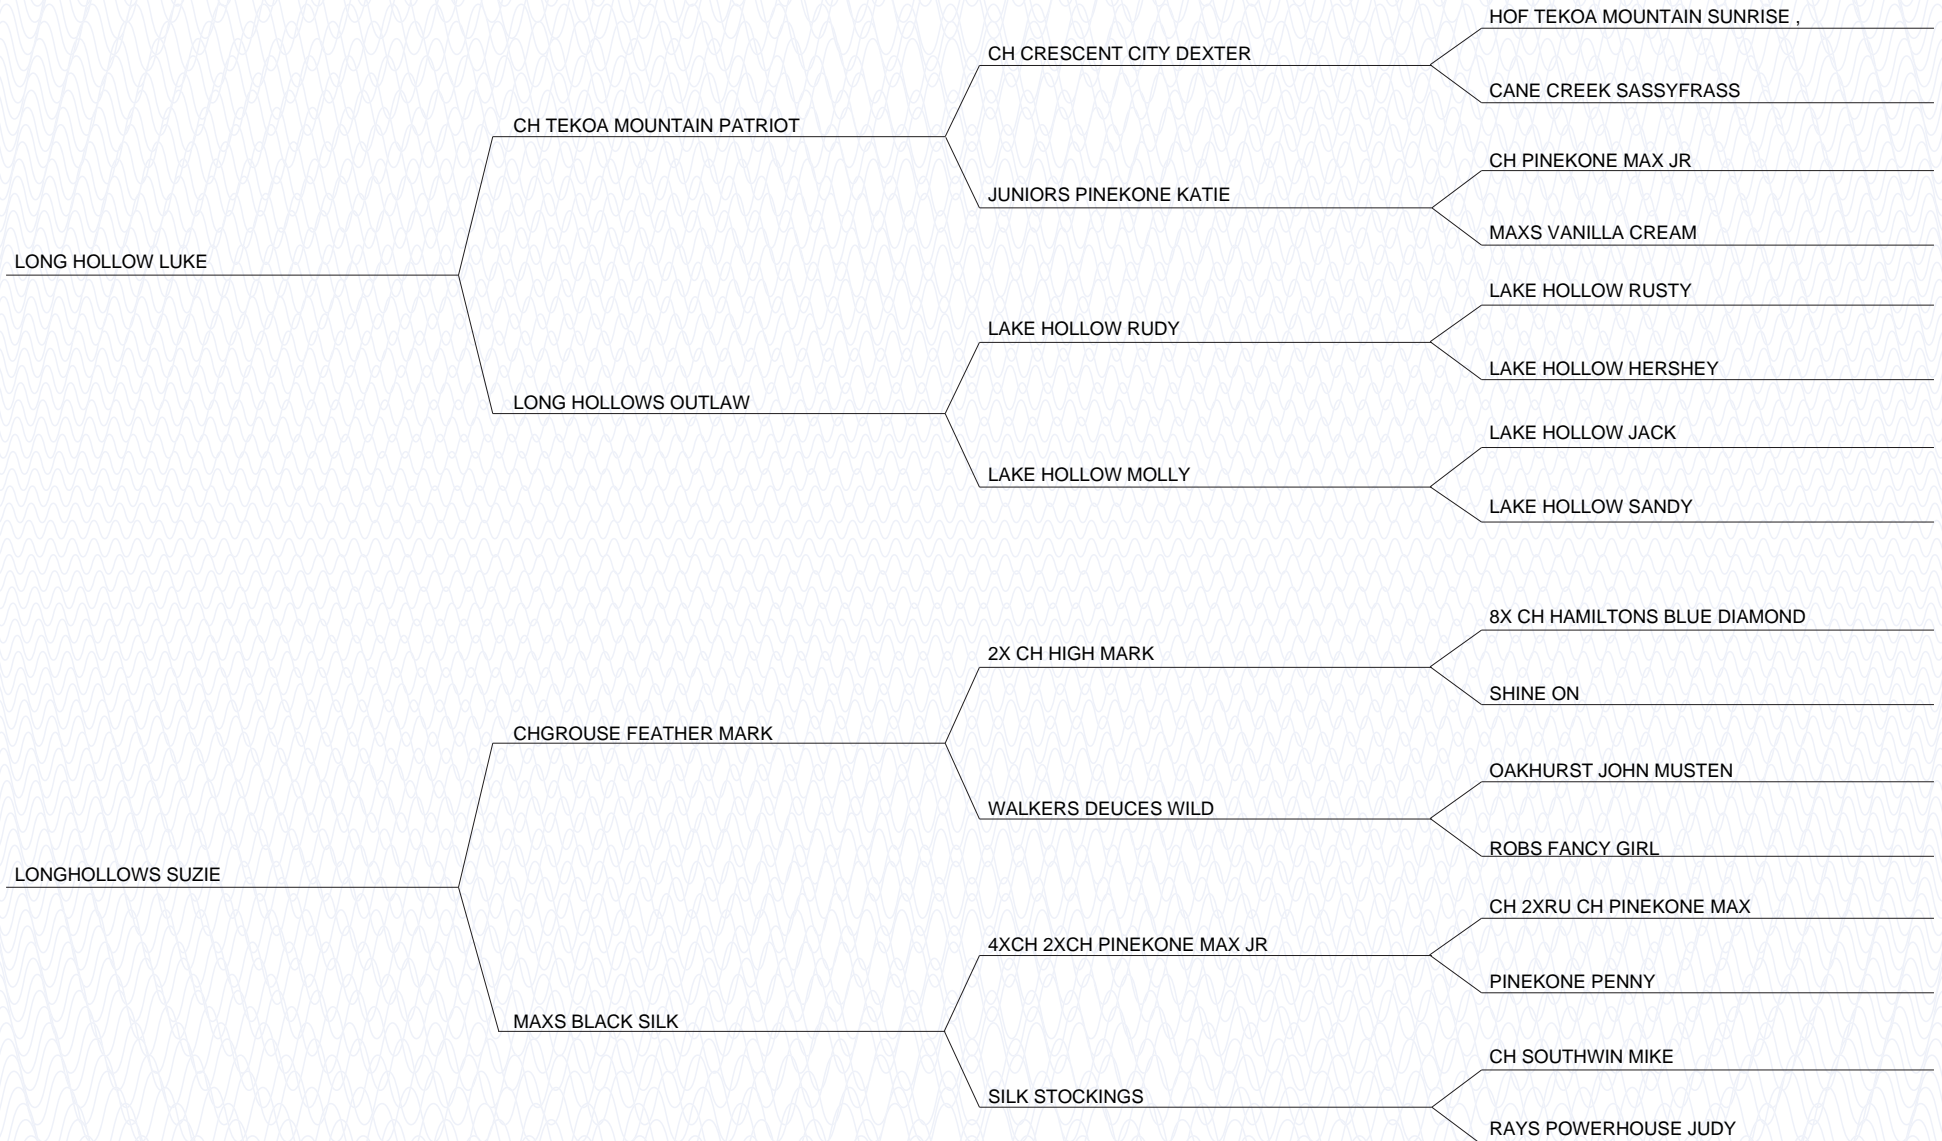 HOF TEKOA MOUNTAIN SUNRISE ,
CH CRESCENT CITY DEXTER
CANE CREEK SASSYFRASS
CH TEKOA MOUNTAIN PATRIOT
CH PINEKONE MAX JR
JUNIORS PINEKONE KATIE
MAXS VANILLA CREAM
LONG HOLLOW LUKE
LAKE HOLLOW RUSTY
LAKE HOLLOW RUDY
LAKE HOLLOW HERSHEY
LONG HOLLOWS OUTLAW
LAKE HOLLOW JACK
LAKE HOLLOW MOLLY
LAKE HOLLOW SANDY
8X CH HAMILTONS BLUE DIAMOND
2X CH HIGH MARK
SHINE ON
CHGROUSE FEATHER MARK
OAKHURST JOHN MUSTEN
WALKERS DEUCES WILD
ROBS FANCY GIRL
LONGHOLLOWS SUZIE
CH 2XRU CH PINEKONE MAX
4XCH 2XCH PINEKONE MAX JR
PINEKONE PENNY
MAXS BLACK SILK
CH SOUTHWIN MIKE
SILK STOCKINGS
RAYS POWERHOUSE JUDY